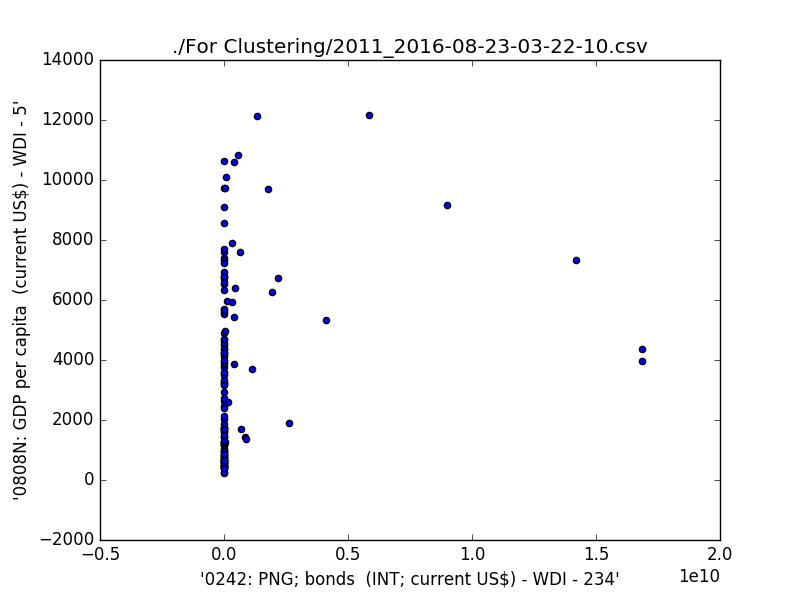 ./For Clustering/2011_2016-08-23-03-22-10.csv
14000
12000
10000
8000
6000
4000
2000
0
−2000
'0808N: GDP per capita  (current US$) - WDI - 5'
−0.5 0.0 0.5 1.0 1.5 2.0
1e10
'0242: PNG; bonds  (INT; current US$) - WDI - 234'